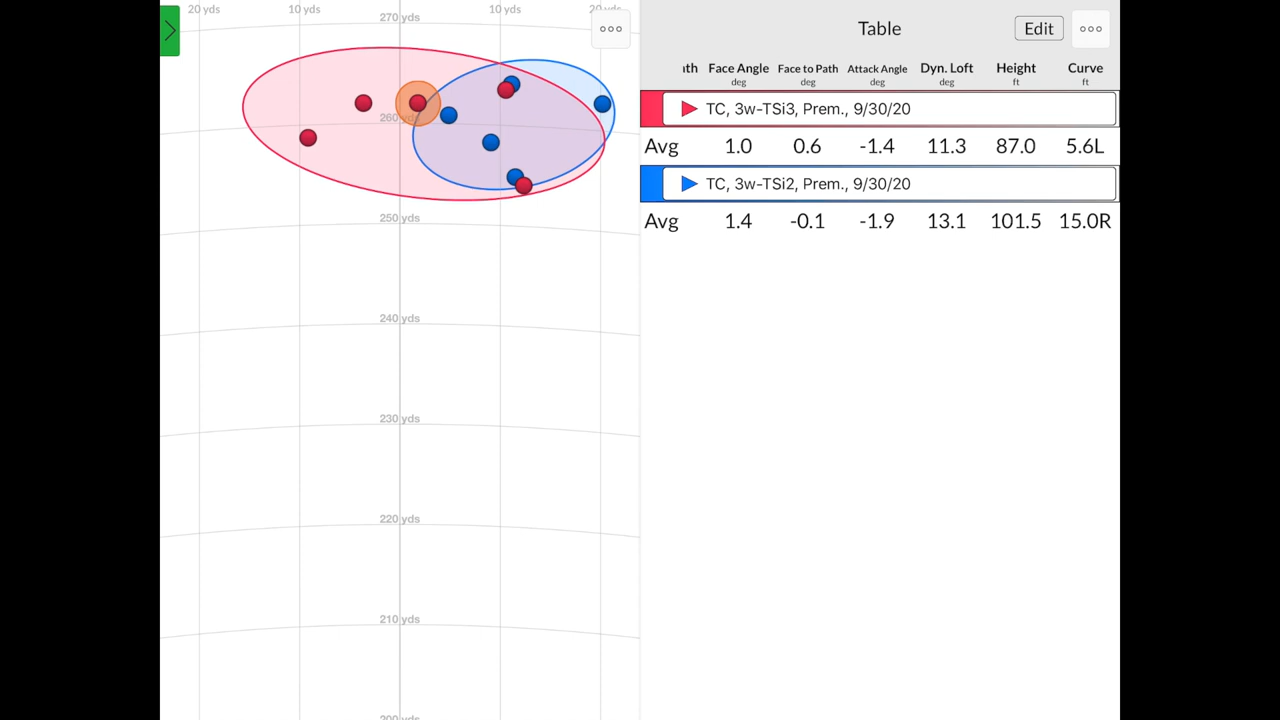 20 yds 10 yds 10 yds 20 yds
270 yds
260 yds
250 yds
240 yds
230 yds
220 yds
210 yds
200 yds
Table Edit
ith Face Angle Face to Path Attack Angle Dyn. Loft Height Curve
deg deg deg deg ft ft
TC, 3w-TSi3, Prem., 9/30/20
Avg 1.0 0.6 -1.4 11.3 87.0 5.6L
TC, 3w-TSi2, Prem., 9/30/20
Avg 1.4 -0.1 -1.9 13.1 101.5 15.0R